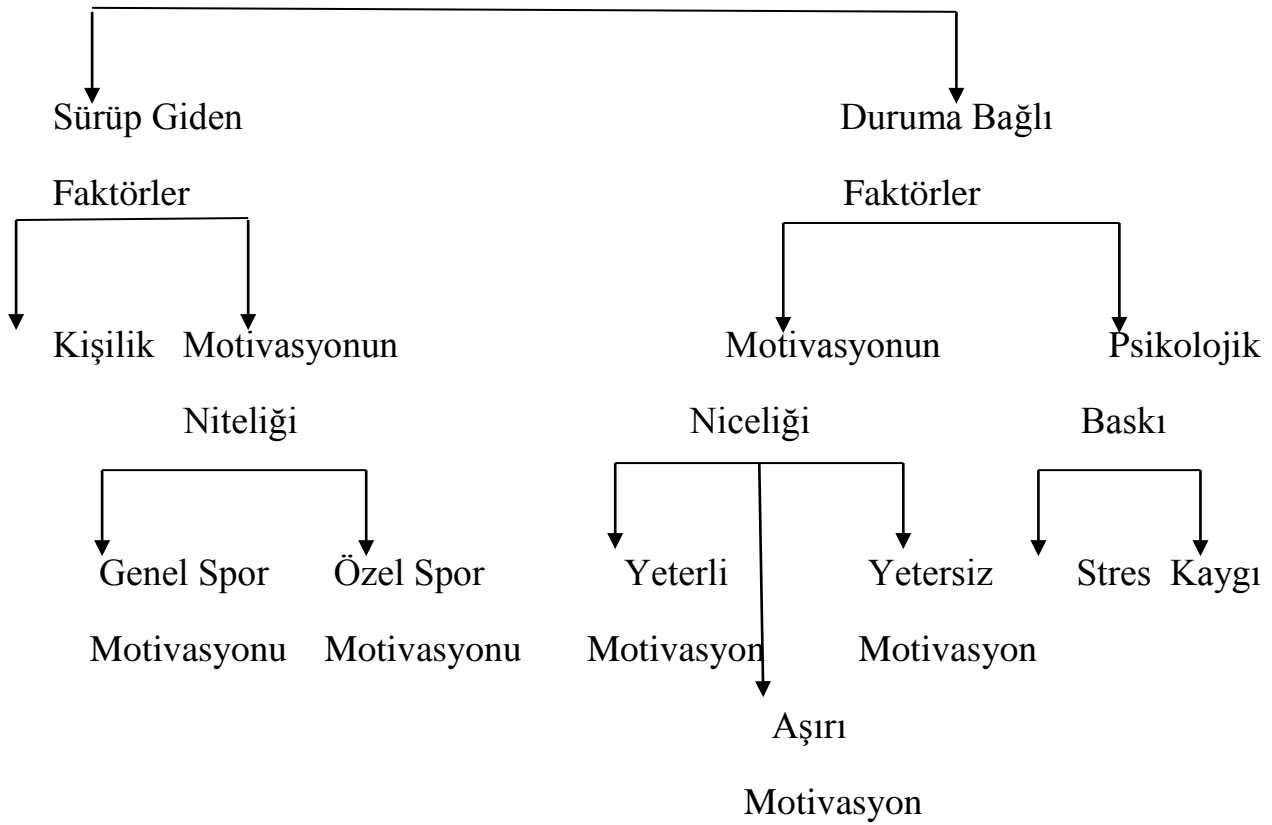 Sürüp Giden Duruma Bağlı
Faktörler Faktörler
Kişilik Motivasyonun Motivasyonun Psikolojik
Niteliği Niceliği Baskı
Genel Spor Özel Spor Yeterli Yetersiz Stres Kaygı
Motivasyonu Motivasyonu Motivasyon Motivasyon
Aşırı
Motivasyon